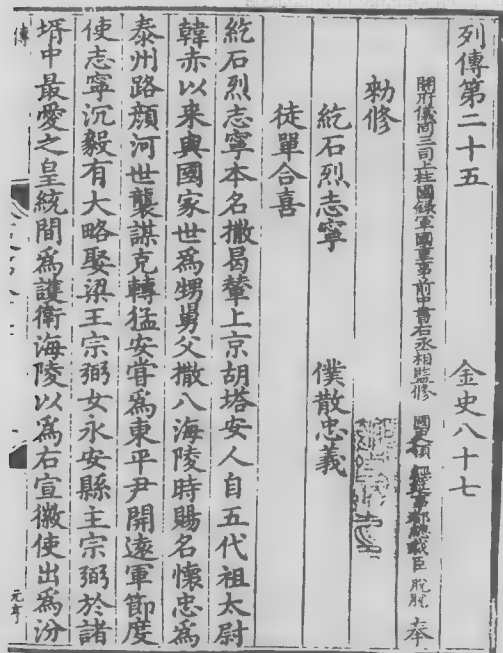 列傳第二十五 金史八十七
開府儀同三司上柱國錄軍國重事前中書右丞相監修國史領經筵事都總裁臣脫脫奉
勑修
紇石烈志寧 僕散忠義
徒單合喜
紇石烈志寧本名撒曷輦上京胡塔安人自五代祖太尉
韓赤以來與國家世爲甥舅父撒八海陵時賜名懷忠爲
泰州路顔河世襲謀克轉猛安嘗爲東平尹開遠軍節度
使志寧沉毅有大略娶梁王宗弼女永安縣主宗弼於諸
壻中最愛之皇統間爲護衛海陵以爲右宣徽使出爲汾
傳
元亨